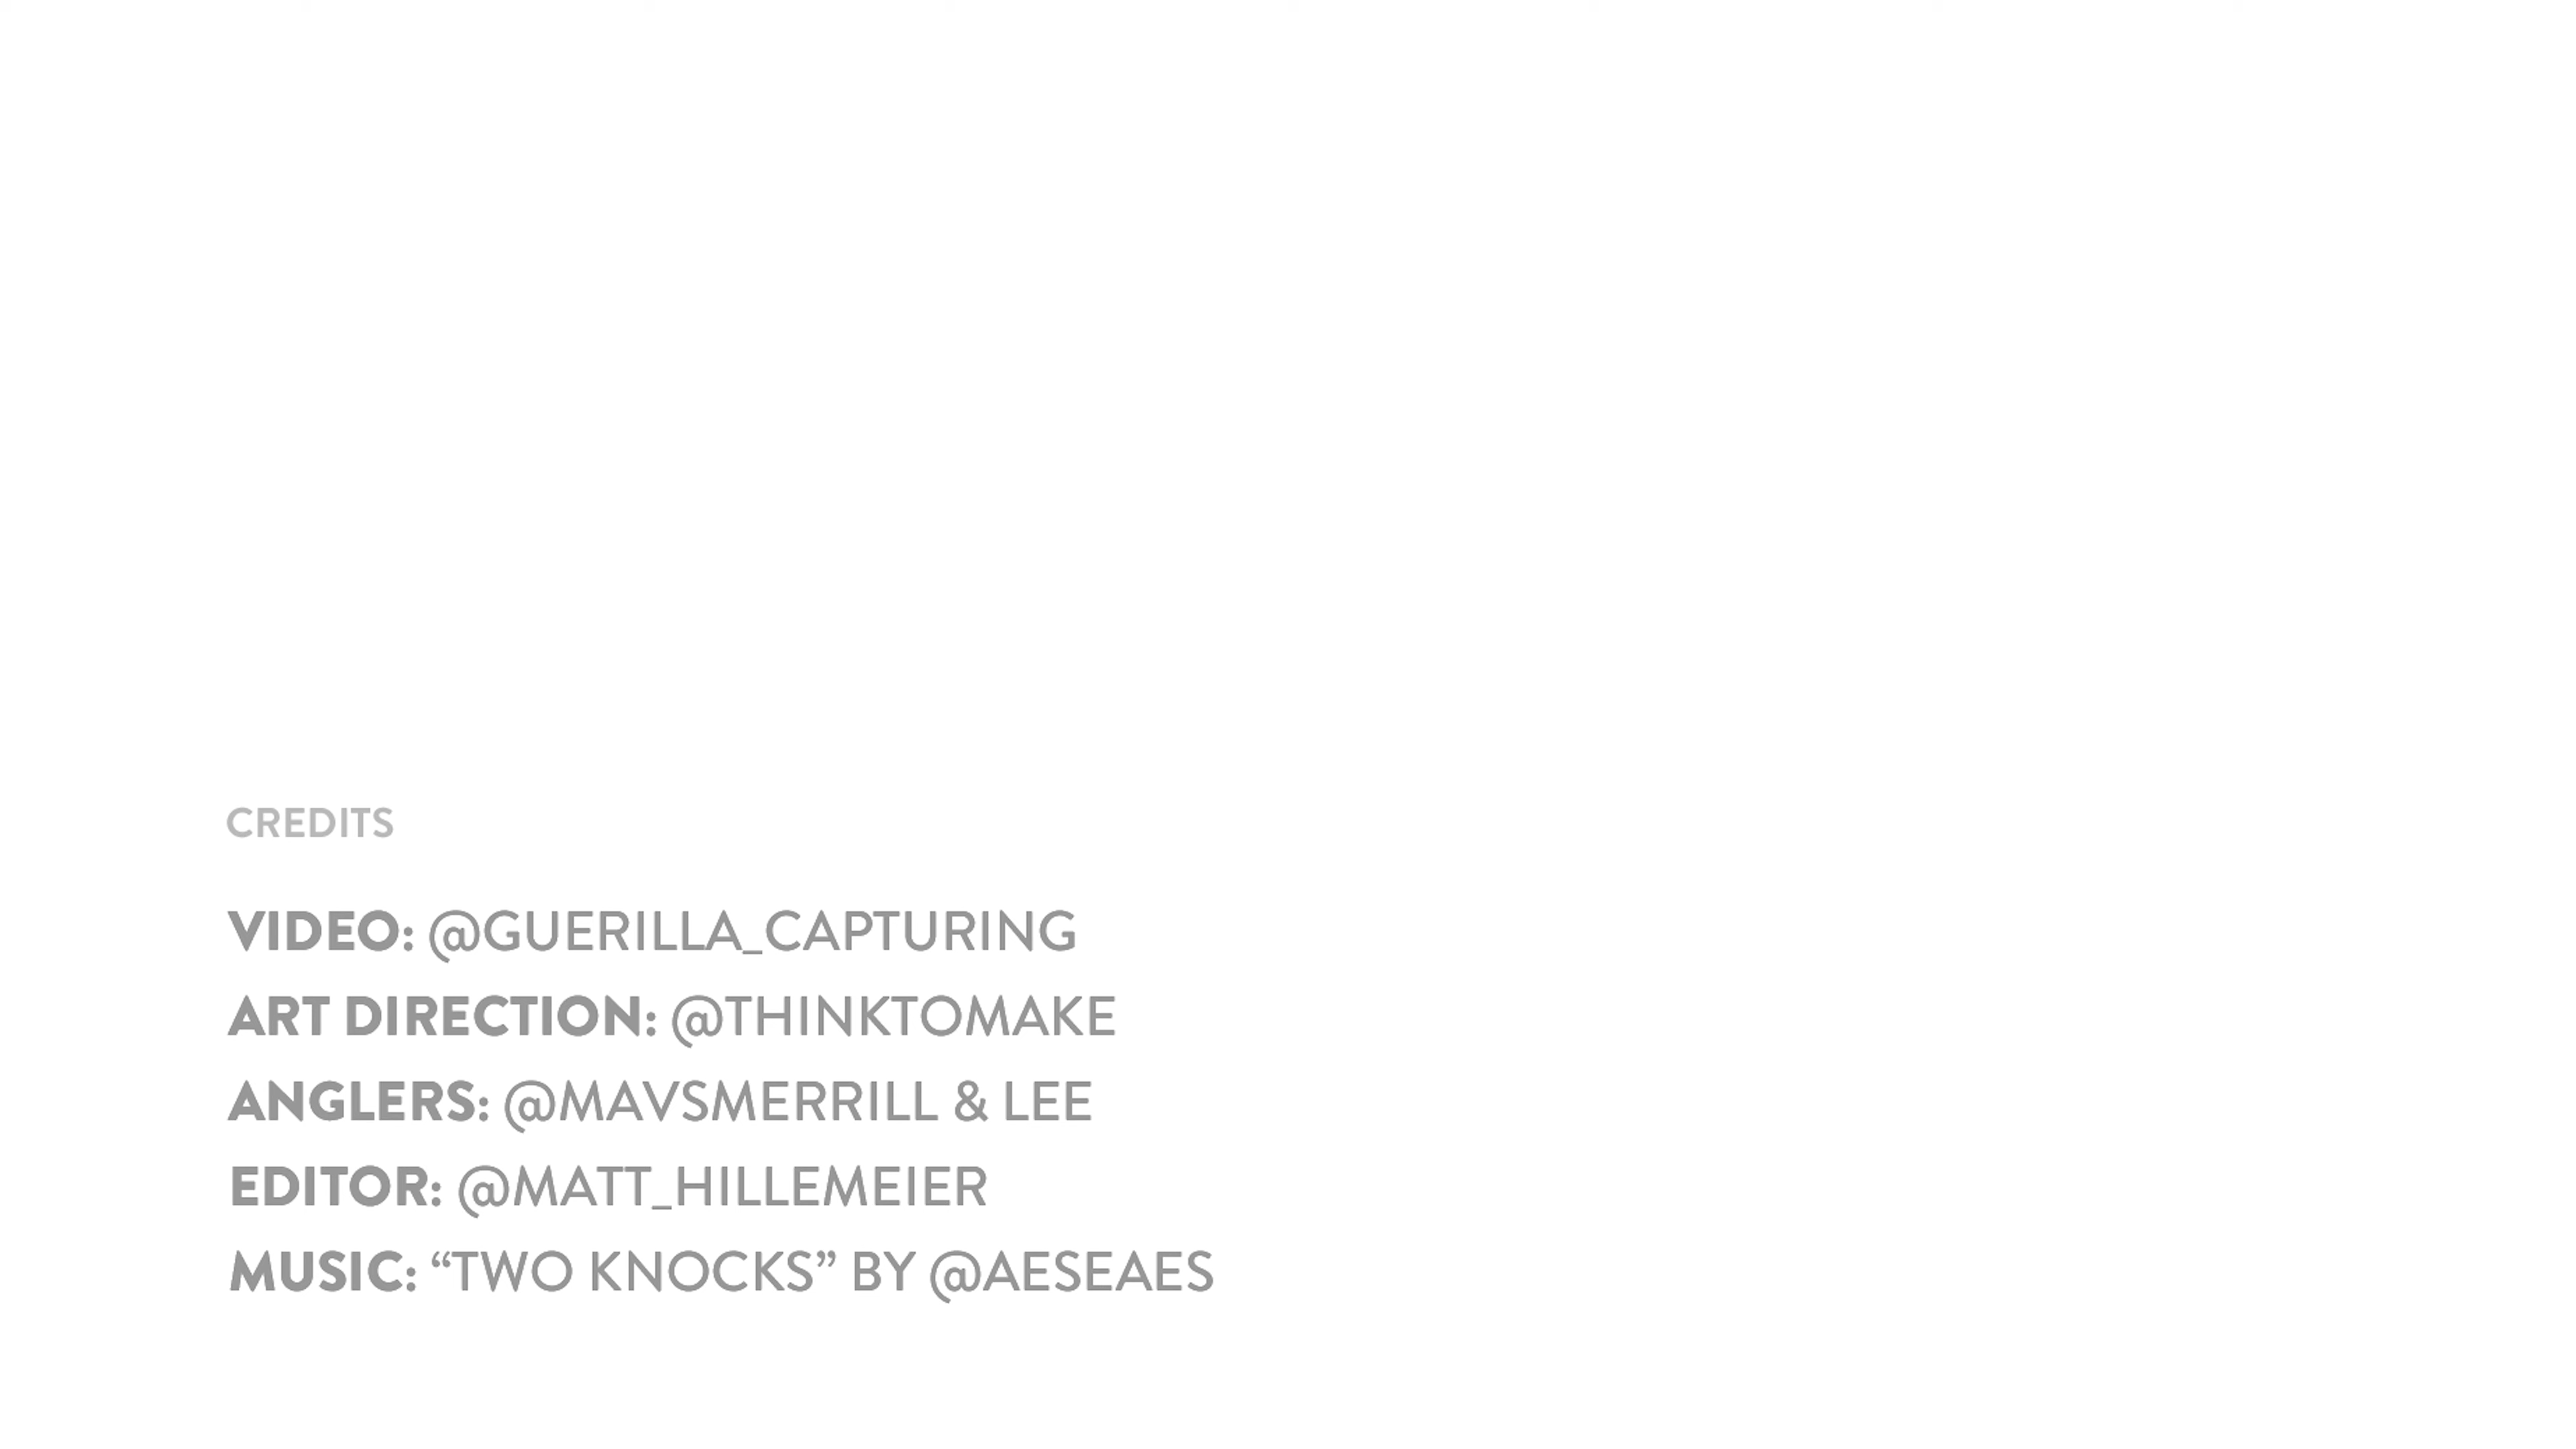 CREDITS
VIDEO: @GUERILLA_CAPTURING
ART DIRECTION: @THINKTOMAKE
ANGLERS: @MAVSMERRILL & LEE
EDITOR: @MATT_HILLEMEIER
MUSIC: “TWO KNOCKS” BY @AESEAES